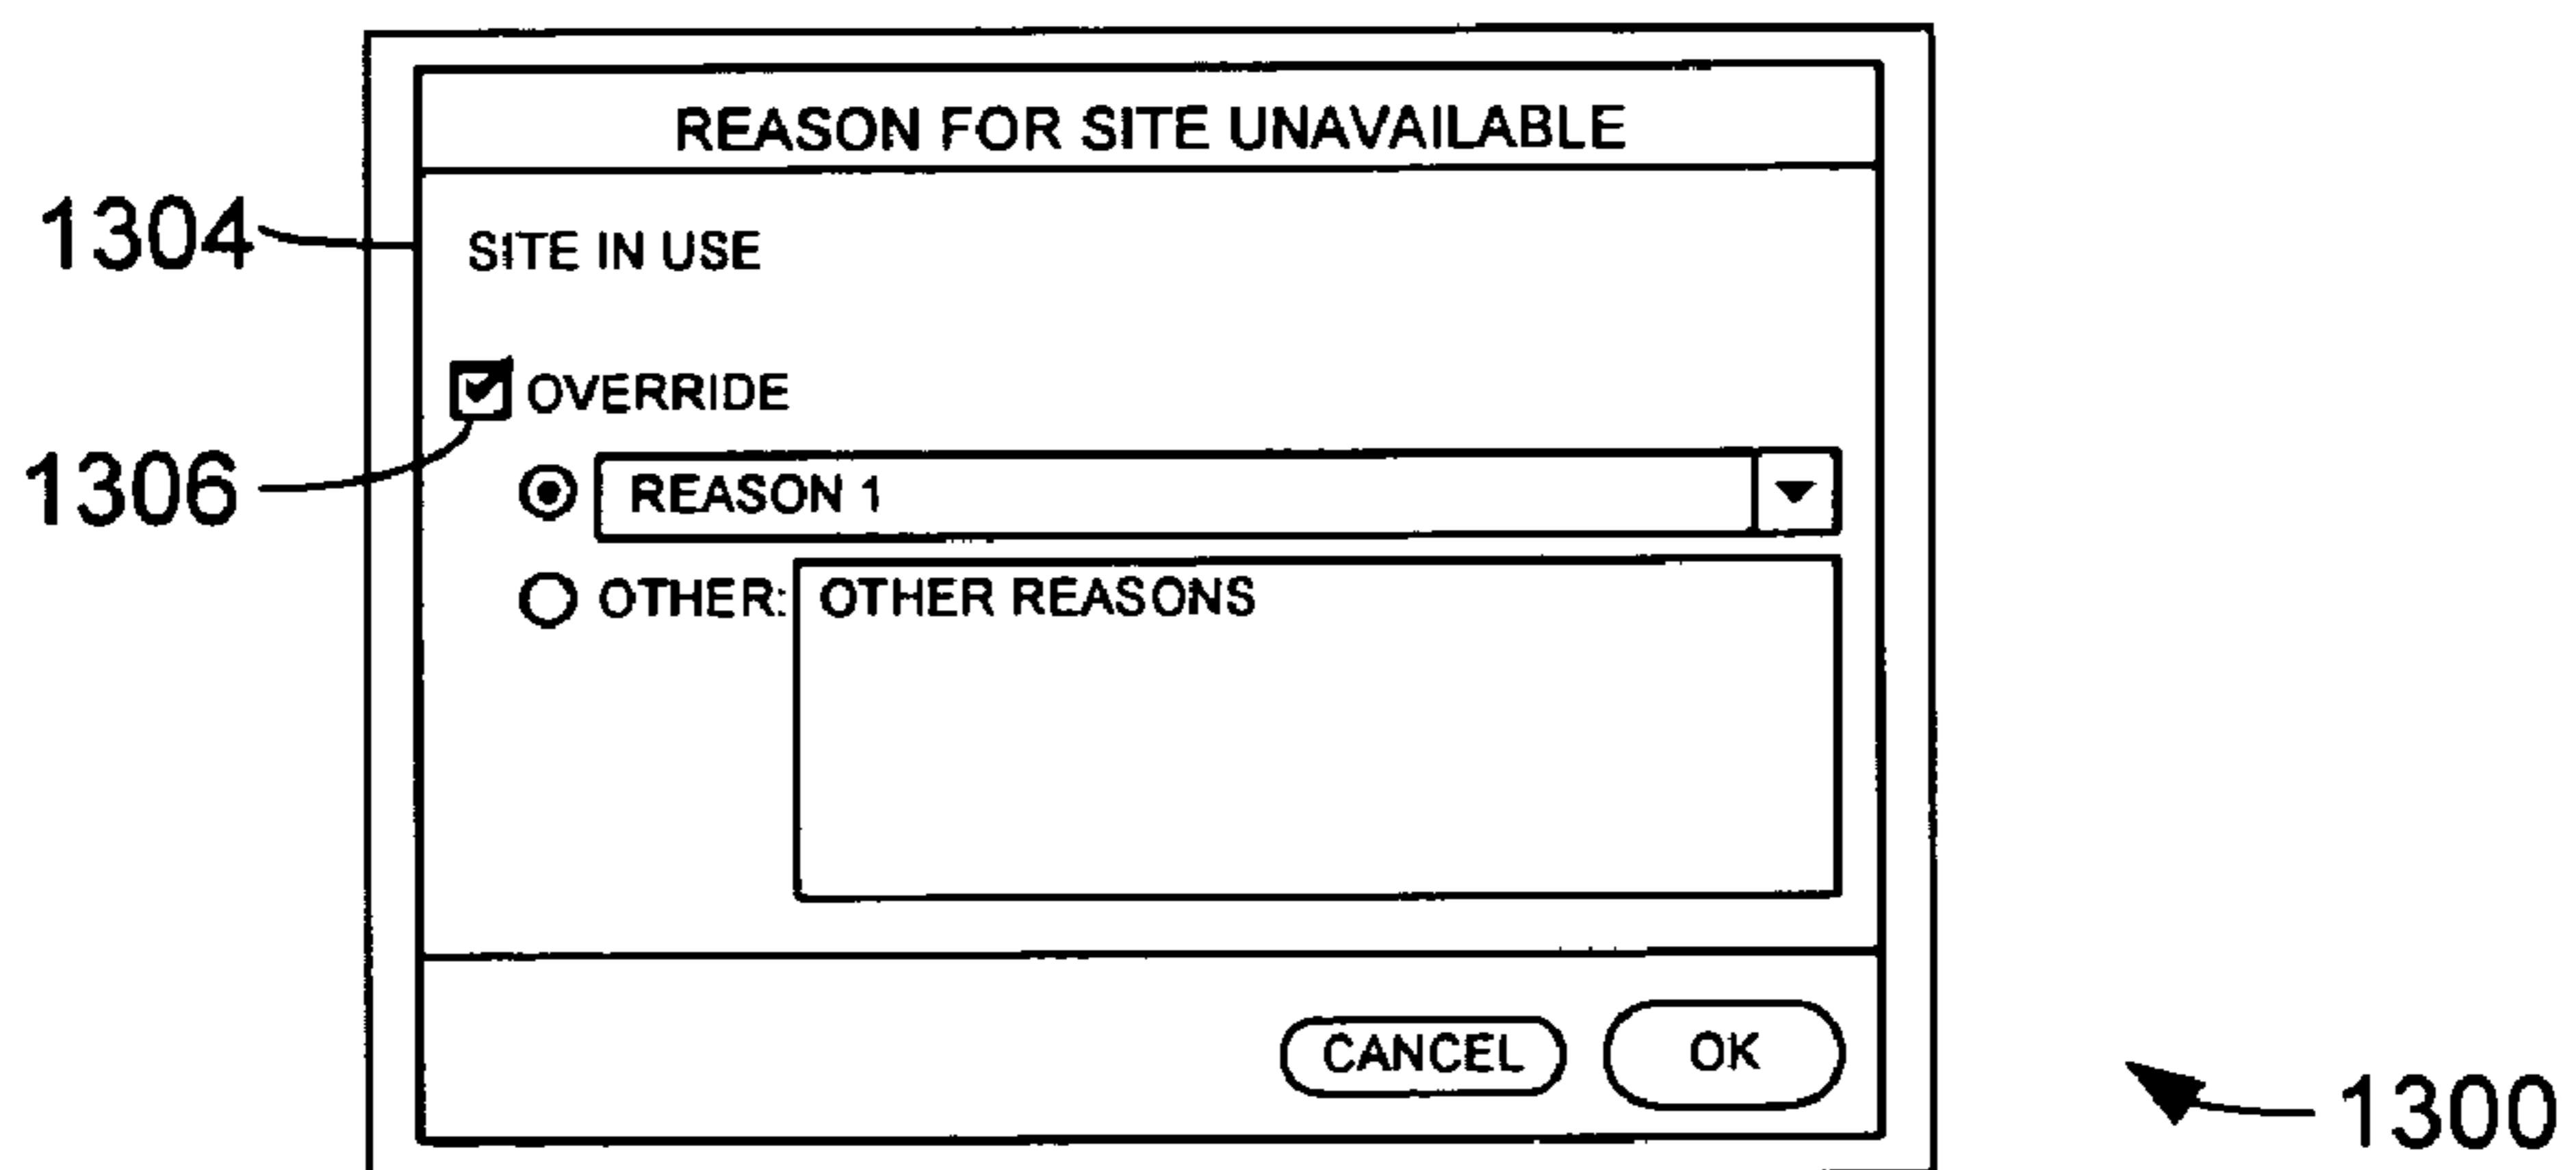 REASON FOR SITE UNAVAILABLE
1304
SITE IN USE
OVERRIDE
1306
REASON 1
OTHER: OTHER REASONS
CANCEL OK
1300